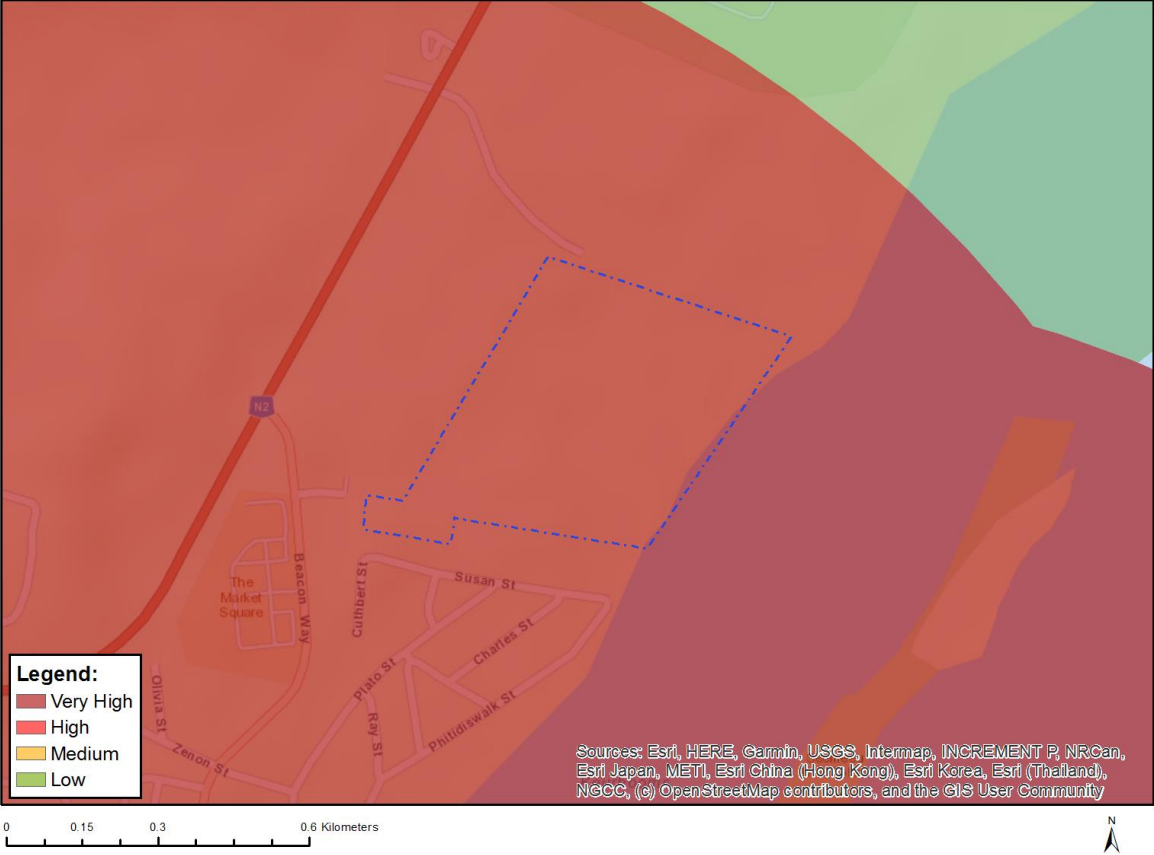 N2
The
Market
Square
Beacon Way
Cuthbert St
Susan St
Charles St
Plato St
Ray St
Phitidiswalk St
Olivia St
Zenon St
Legend:
Very High
High
Medium
Low
Sources: Esri, HERE, Garmin, USGS, Intermap, INCREMENT P, NRCan,
Esri Japan, METI, Esri China (Hong Kong), Esri Korea, Esri (Thailand),
NGCC, (c) OpenStreetMap contributors, and the GIS User Community
0 0.15 0.3 0.6 Kilometers
N